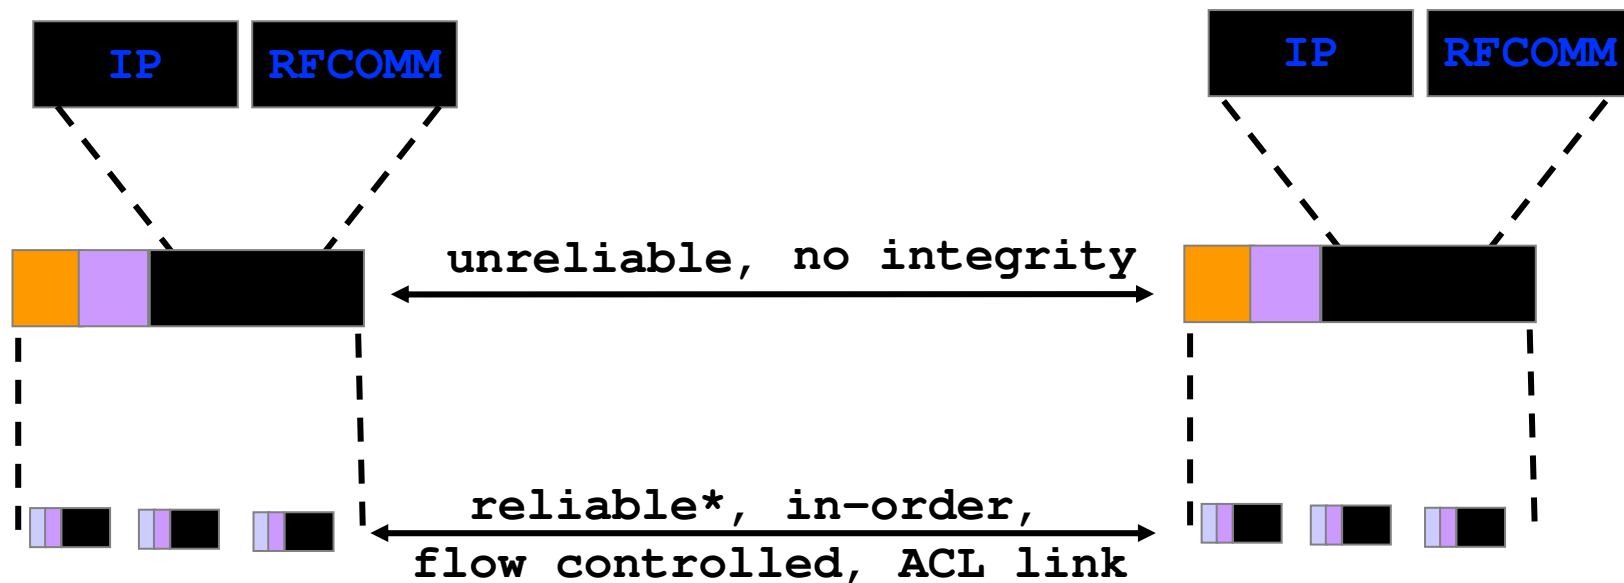 IP RFCOMM IP RFCOMM
unreliable, no integrity
reliable*, in-order,
flow controlled, ACL link